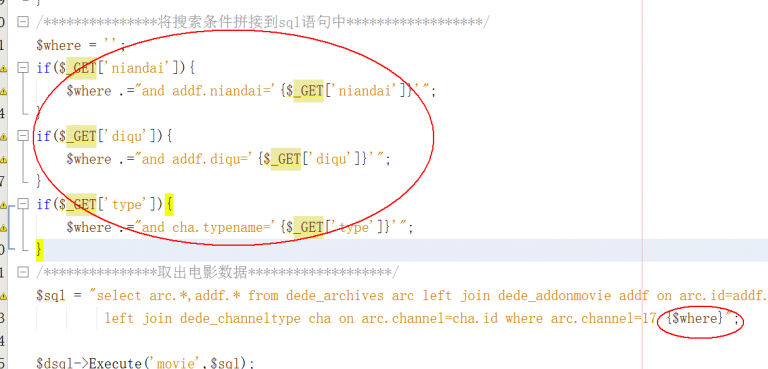 /***************将搜索条件拼接到sql语句中******************/
$where = '';
if($_GET['niandai']){
$where .="and addf.niandai='{$_GET['niandai']}'";
}
if($_GET['diqu']){
$where .="and addf.diqu='{$_GET['diqu']}'";
}
if($_GET['type']){
$where .="and cha.typename='{$_GET['type']}'";
}
/***************取出电影数据*******************/
$sql = "select arc.*,addf.* from dede_archives arc left join dede_addonmovie addf on arc.id=addf.
left join dede_channeltype cha on arc.channel=cha.id where arc.channel=17 {$where}";
$dsql->Execute('movie',$sql);